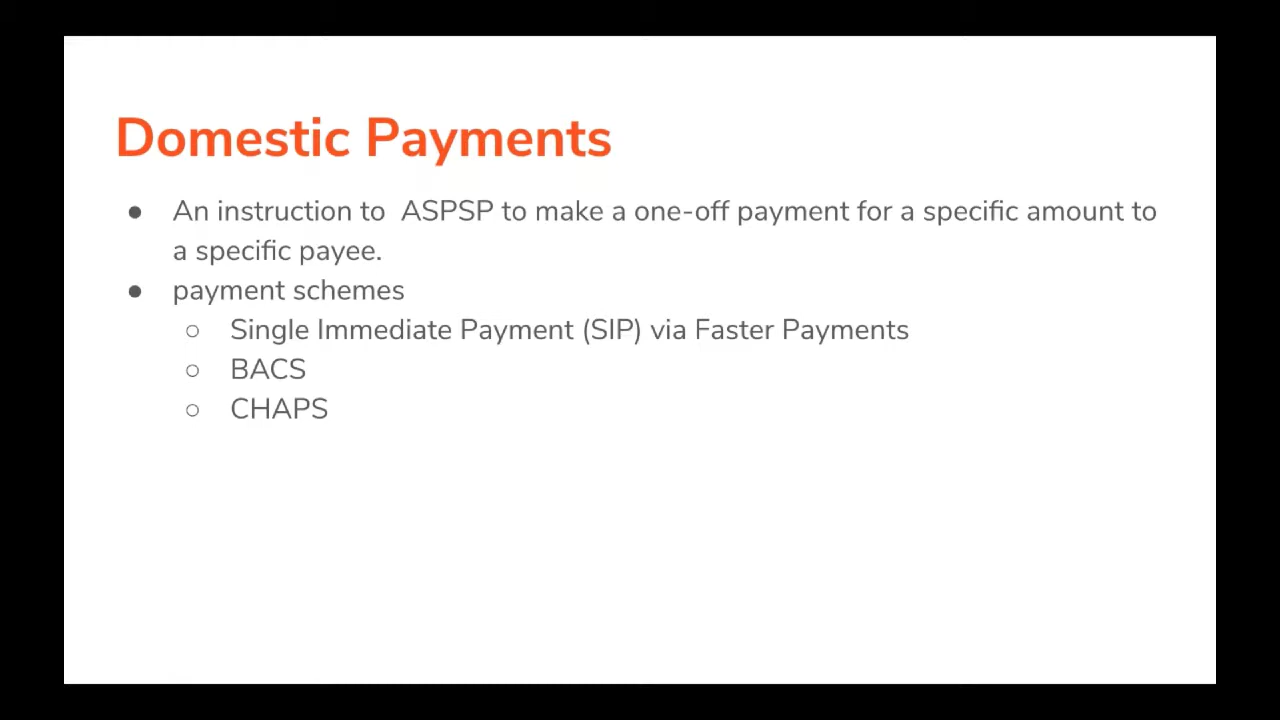 Domestic Payments
● An instruction to  ASPSP to make a one-off payment for a specific amount to
a specific payee.
● payment schemes
○ Single Immediate Payment (SIP) via Faster Payments
○ BACS
○ CHAPS